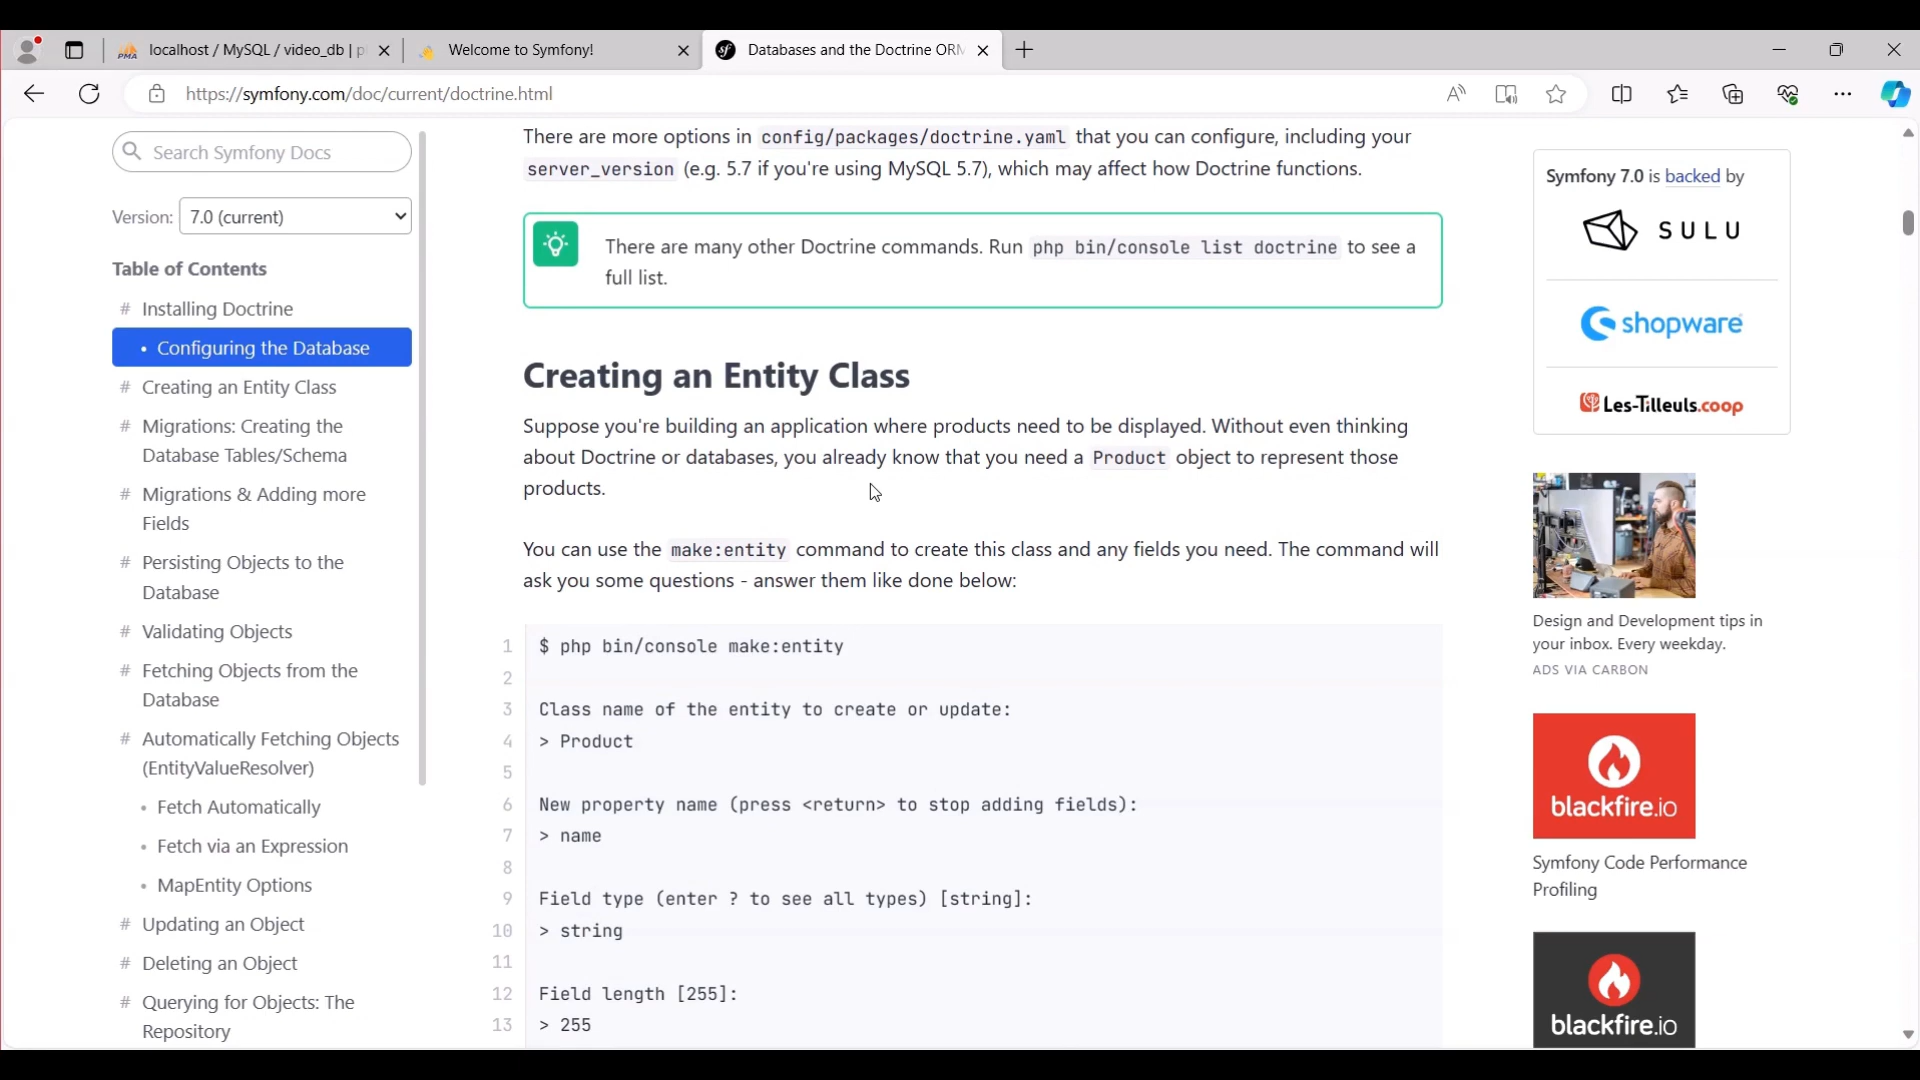 PMA
localhost / MySQL / video_db | p
Welcome to Symfony!
sf
Databases and the Doctrine ORM
https://symfony.com/doc/current/doctrine.html
Search Symfony Docs
Version: 7.0 (current)
Table of Contents
# Installing Doctrine
• Configuring the Database
# Creating an Entity Class
# Migrations: Creating the
Database Tables/Schema
# Migrations & Adding more
Fields
# Persisting Objects to the
Database
# Validating Objects
# Fetching Objects from the
Database
# Automatically Fetching Objects
(EntityValueResolver)
• Fetch Automatically
• Fetch via an Expression
• MapEntity Options
# Updating an Object
# Deleting an Object
# Querying for Objects: The
Repository
There are more options in config/packages/doctrine.yaml that you can configure, including your
server_version (e.g. 5.7 if you're using MySQL 5.7), which may affect how Doctrine functions.
There are many other Doctrine commands. Run php bin/console list doctrine to see a
full list.
Creating an Entity Class
Suppose you're building an application where products need to be displayed. Without even thinking
about Doctrine or databases, you already know that you need a Product object to represent those
products.
You can use the make:entity command to create this class and any fields you need. The command will
ask you some questions - answer them like done below:
1 $ php bin/console make:entity
2
3 Class name of the entity to create or update:
4 > Product
5
6 New property name (press <return> to stop adding fields):
7 > name
8
9 Field type (enter ? to see all types) [string]:
10 > string
11
12 Field length [255]:
13 > 255
Symfony 7.0 is backed by
SULU
shopware
Les-Tilleuls.coop
Design and Development tips in
your inbox. Every weekday.
ADS VIA CARBON
blackfire.io
Symfony Code Performance
Profiling
blackfire.io